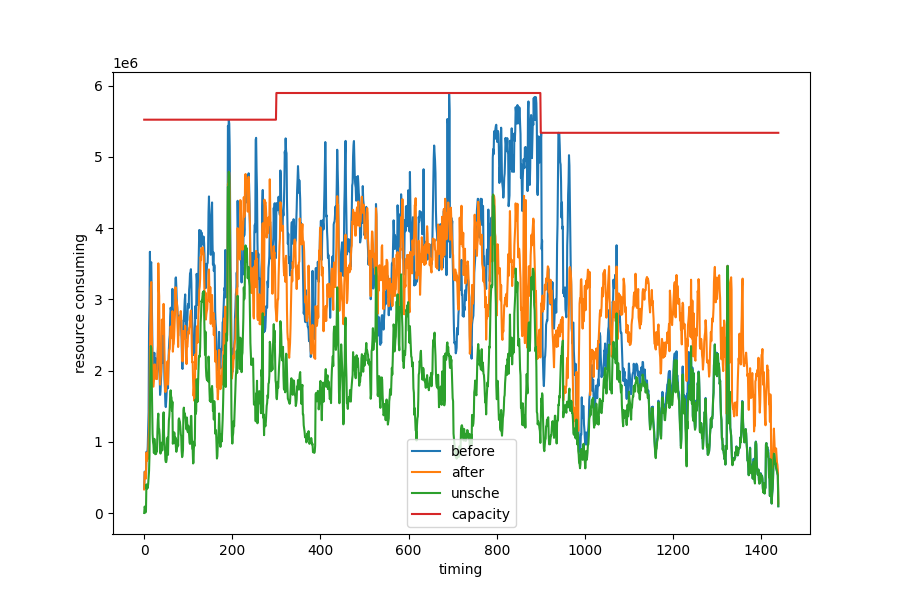 1e6
6
5
4
3
2
1
0
resource consuming
before
after
unsche
capacity
0 200 400 600 800 1000 1200 1400
timing